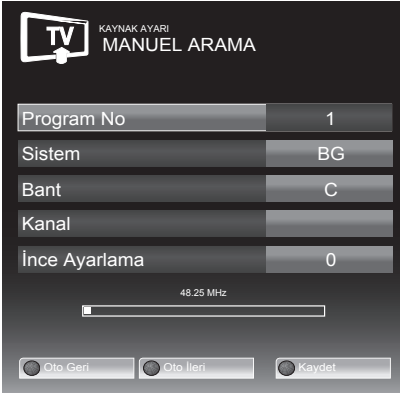 TV
KAYNAK AYARI
MANUEL ARAMA
Program No 1
Sistem BG
Bant C
Kanal
İnce Ayarlama 0
48.25 MHz
Oto Geri Oto İleri Kaydet